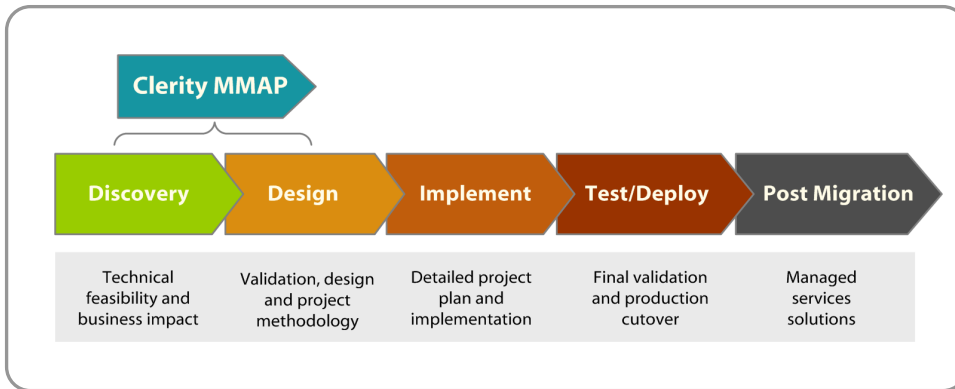 Clerity MMAP
Discovery
Design
Implement
Test/Deploy
Post Migration
Technical
feasibility and
business impact
Validation, design
and project
methodology
Detailed project
plan and
implementation
Final validation
and production
cutover
Managed
services
solutions